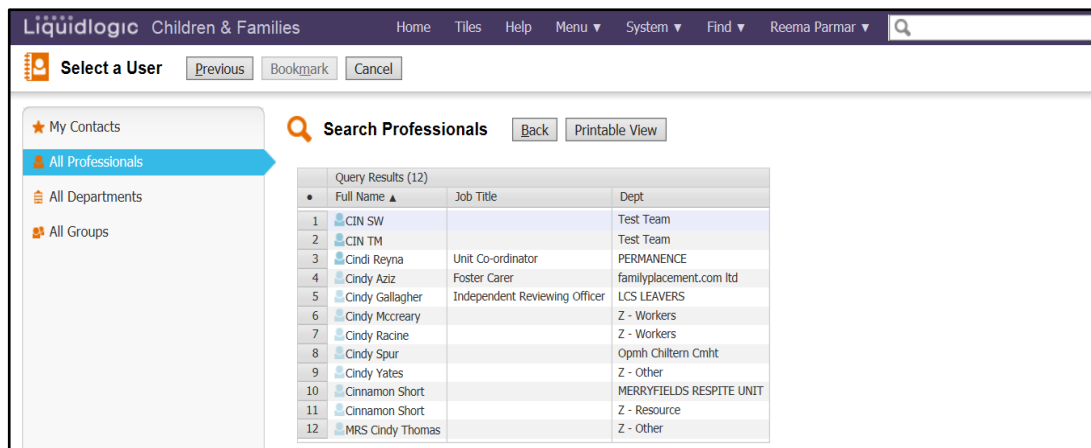 Liquidlogic Children & Families Home Tiles Help Menu ▼ System ▼ Find ▼ Reema Parmar ▼
Select a User Previous Bookmark Cancel
My Contacts
All Professionals
All Departments
All Groups
Search Professionals Back Printable View
Query Results (12)
• Full Name ▲ Job Title Dept
1 CIN SW Test Team
2 CIN TM Test Team
3 Cindi Reyna Unit Co-ordinator PERMANENCE
4 Cindy Aziz Foster Carer familyplacement.com ltd
5 Cindy Gallagher Independent Reviewing Officer LCS LEAVERS
6 Cindy Mccreary Z - Workers
7 Cindy Racine Z - Workers
8 Cindy Spur Opmh Chiltern Cmht
9 Cindy Yates Z - Other
10 Cinnamon Short MERRYFIELDS RESPITE UNIT
11 Cinnamon Short Z - Resource
12 MRS Cindy Thomas Z - Other